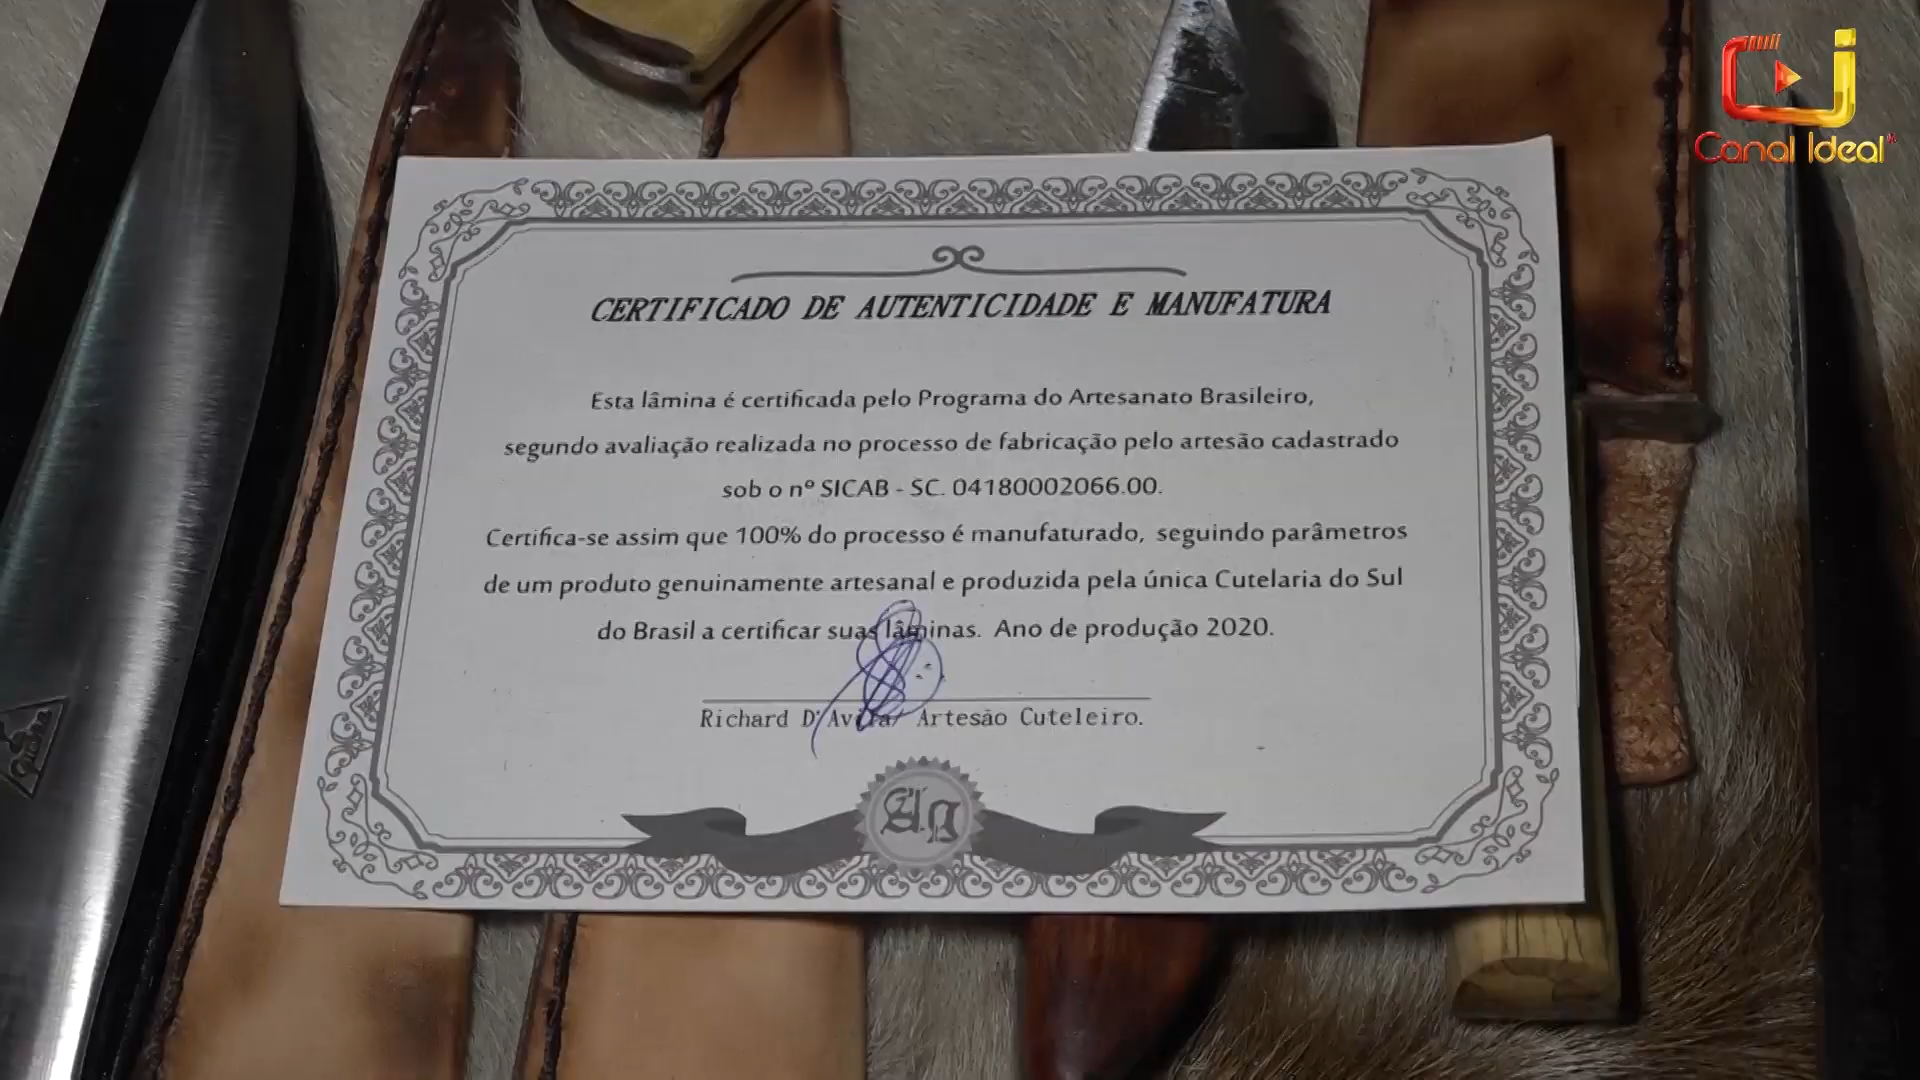 Canal Ideal
CERTIFICADO DE AUTENTICIDADE E MANUFATURA
Esta lâmina é certificada pelo Programa do Artesanato Brasileiro,
segundo avaliação realizada no processo de fabricação pelo artesão cadastrado
sob o nº SICAB - SC. 04180002066.00.
Certifica-se assim que 100% do processo é manufaturado, seguindo parâmetros
de um produto genuinamente artesanal e produzida pela única Cutelaria do Sul
do Brasil a certificar suas lâminas. Ano de produção 2020.
Richard D'Avila/ Artesão Cuteleiro.